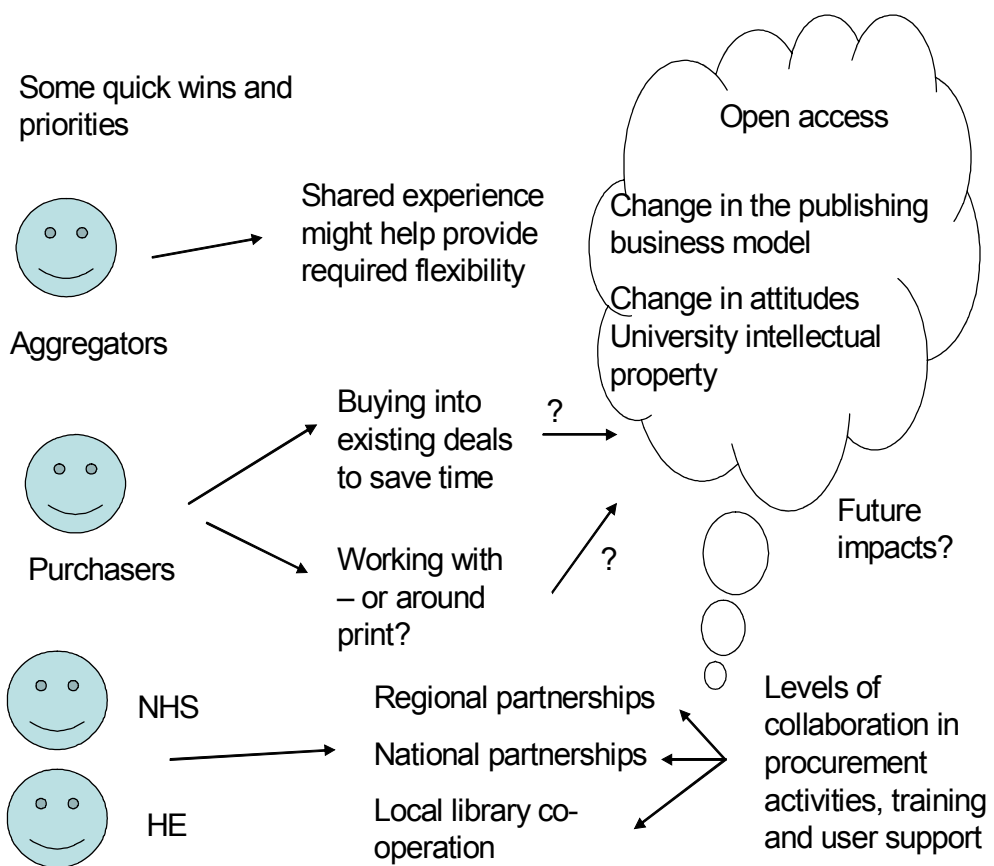 Some quick wins and
priorities
Open access
Shared experience
might help provide
required flexibility
Change in the publishing
business model
Change in attitudes
University intellectual
property
Aggregators
Buying into
existing deals
to save time
?
Purchasers
Working with
– or around
print?
?
Future
impacts?
NHS
HE
Regional partnerships
National partnerships
Local library co-
operation
Levels of
collaboration in
procurement
activities, training
and user support